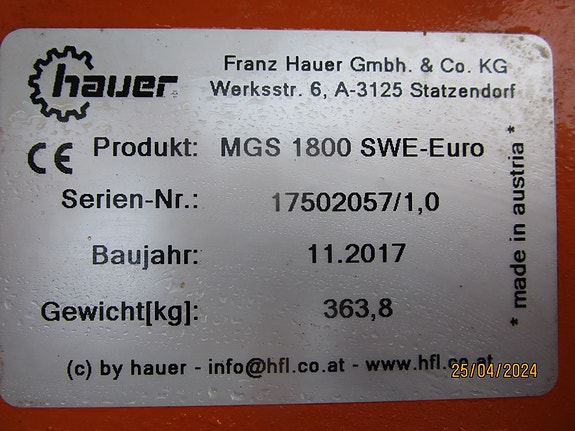 hauer
Franz Hauer Gmbh. & Co. KG
Werksstr. 6, A-3125 Statzendorf
CE Produkt: MGS 1800 SWE-Euro
Serien-Nr.: 17502057/1,0
Baujahr: 11.2017
Gewicht[kg]: 363,8
* made in austria *
(c) by hauer - info@hfl.co.at - www.hfl.co.at
25/04/2024